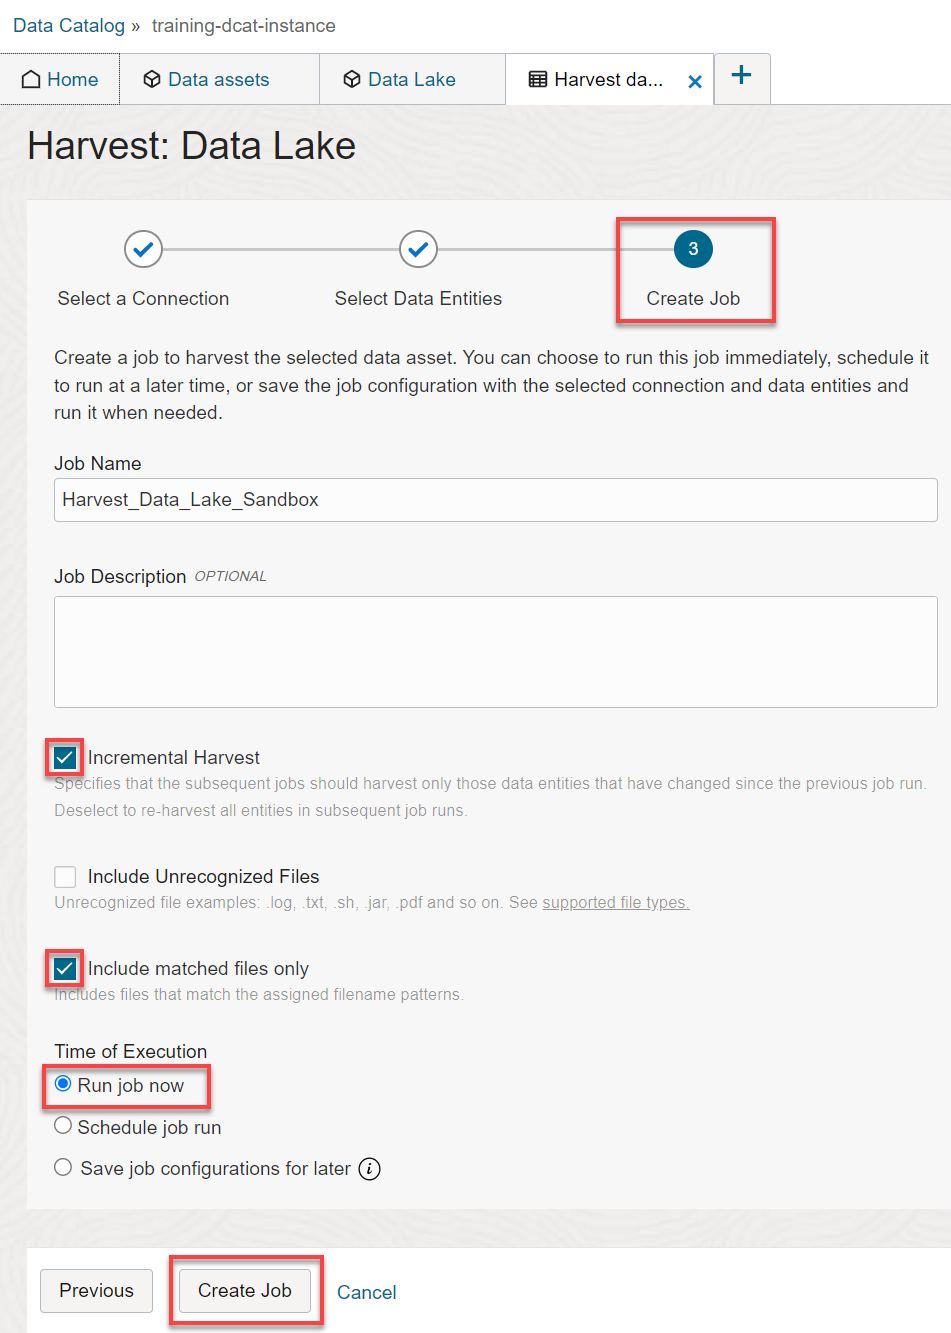 Data Catalog » training-dcat-instance
Home
Data assets
Data Lake
Harvest da...
Harvest: Data Lake
3
Select a Connection
Select Data Entities
Create Job
Create a job to harvest the selected data asset. You can choose to run this job immediately, schedule it
to run at a later time, or save the job configuration with the selected connection and data entities and
run it when needed.
Job Name
Harvest_Data_Lake_Sandbox
Job Description OPTIONAL
Incremental Harvest
Specifies that the subsequent jobs should harvest only those data entities that have changed since the previous job run.
Deselect to re-harvest all entities in subsequent job runs.
Include Unrecognized Files
Unrecognized file examples: .log, .txt, .sh, .jar, .pdf and so on. See supported file types.
Include matched files only
Includes files that match the assigned filename patterns.
Time of Execution
Run job now
Schedule job run
Save job configurations for later
Previous
Create Job
Cancel